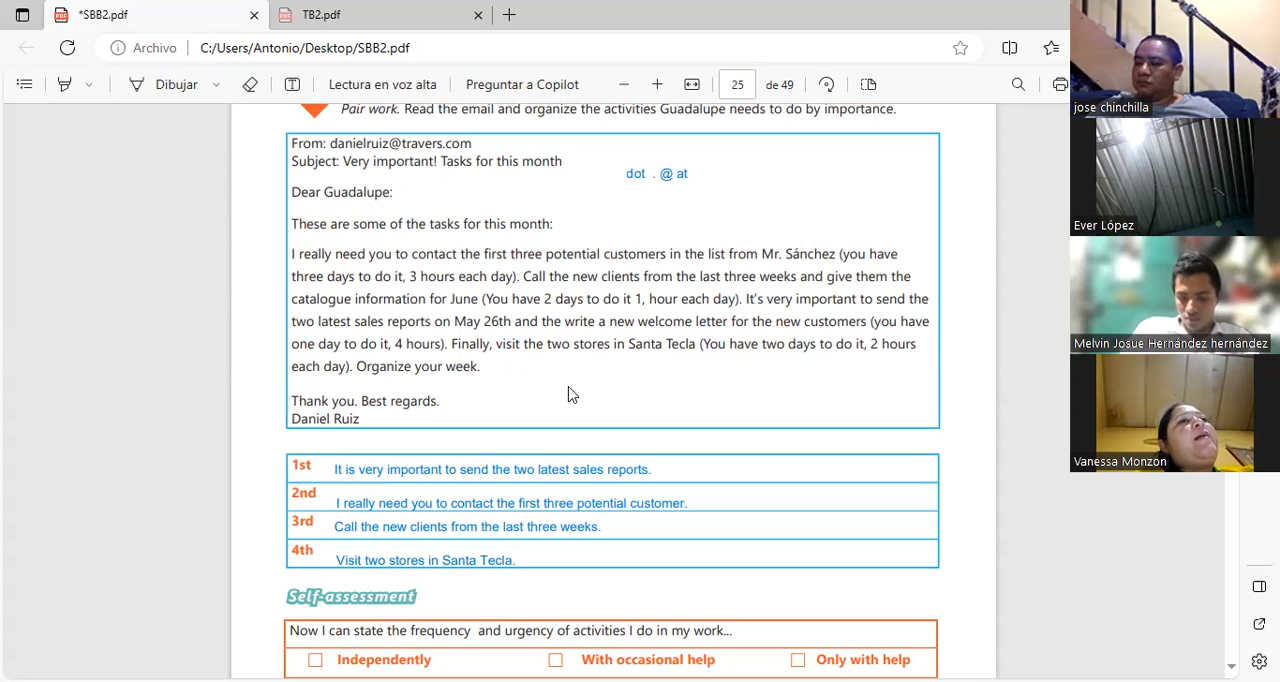 *SBB2.pdf
TB2.pdf
Archivo
C:/Users/Antonio/Desktop/SBB2.pdf
Dibujar
Lectura en voz alta
Preguntar a Copilot
25
de 49
Pair work. Read the email and organize the activities Guadalupe needs to do by importance.
From: danielruiz@travers.com
Subject: Very important! Tasks for this month
dot . @ at
Dear Guadalupe:
These are some of the tasks for this month:
I really need you to contact the first three potential customers in the list from Mr. Sánchez (you have
three days to do it, 3 hours each day). Call the new clients from the last three weeks and give them the
catalogue information for June (You have 2 days to do it 1, hour each day). It's very important to send the
two latest sales reports on May 26th and the write a new welcome letter for the new customers (you have
one day to do it, 4 hours). Finally, visit the two stores in Santa Tecla (You have two days to do it, 2 hours
each day). Organize your week.
Thank you. Best regards.
Daniel Ruiz
1st It is very important to send the two latest sales reports.
2nd I really need you to contact the first three potential customer.
3rd Call the new clients from the last three weeks.
4th Visit two stores in Santa Tecla.
Self-assessment
Now I can state the frequency and urgency of activities I do in my work...
Independently
With occasional help
Only with help
jose chinchilla
Ever López
Melvin Josue Hernández hernández
Vanessa Monzón